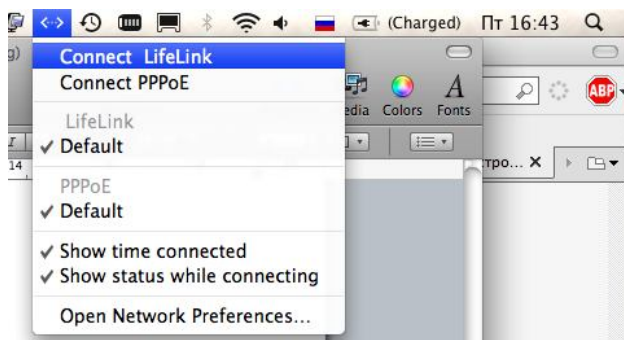 (Charged) Пт 16:43
Connect LifeLink
Connect PPPoE
LifeLink
✓ Default
PPPoE
✓ Default
✓ Show time connected
✓ Show status while connecting
Open Network Preferences...
g)
edia Colors Fonts
ABP
I
14
тро... X